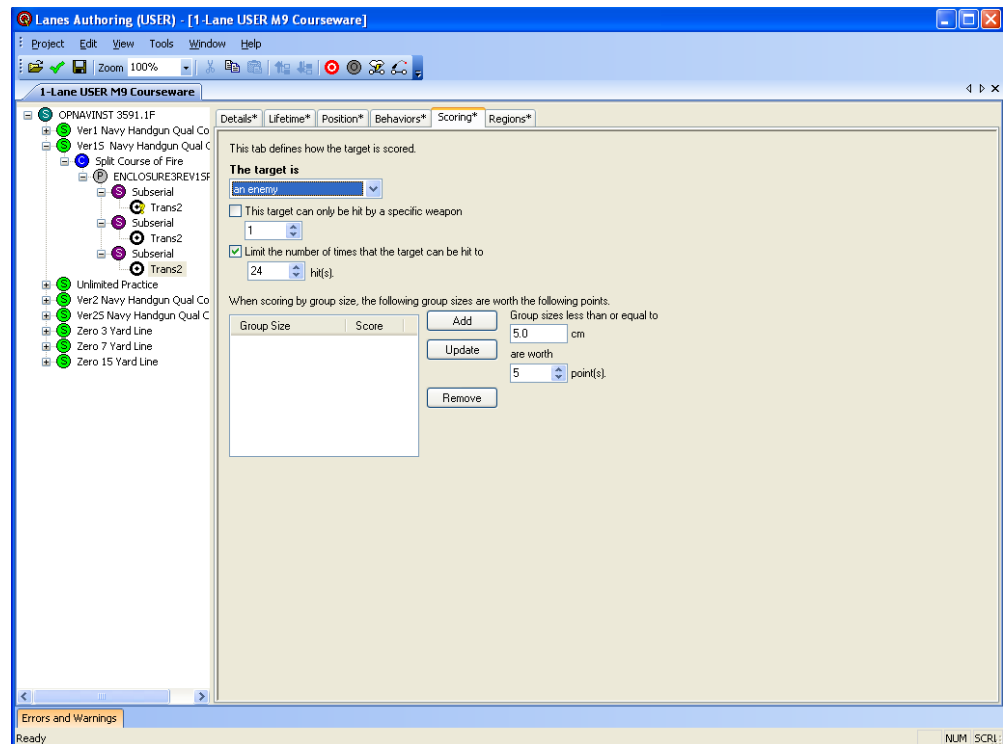 Lanes Authoring (USER) - [1-Lane USER M9 Courseware]
Project Edit View Tools Window Help
Zoom 100%
1-Lane USER M9 Courseware
S OPNAVINST 3591.1F
S Ver1 Navy Handgun Qual Co
S Ver1S Navy Handgun Qual C
C Split Course of Fire
P ENCLOSURE3REV1SF
S Subserial
Trans2
S Subserial
Trans2
S Subserial
Trans2
S Unlimited Practice
S Ver2 Navy Handgun Qual Co
S Ver2S Navy Handgun Qual C
S Zero 3 Yard Line
S Zero 7 Yard Line
S Zero 15 Yard Line
Details* Lifetime* Position* Behaviors* Scoring* Regions*
This tab defines how the target is scored.
The target is
an enemy
This target can only be hit by a specific weapon
1
Limit the number of times that the target can be hit to
24 hit(s).
When scoring by group size, the following group sizes are worth the following points.
Group Size Score
Add
Update
Remove
Group sizes less than or equal to
5.0 cm
are worth
5 point(s).
Errors and Warnings
Ready NUM SCRL